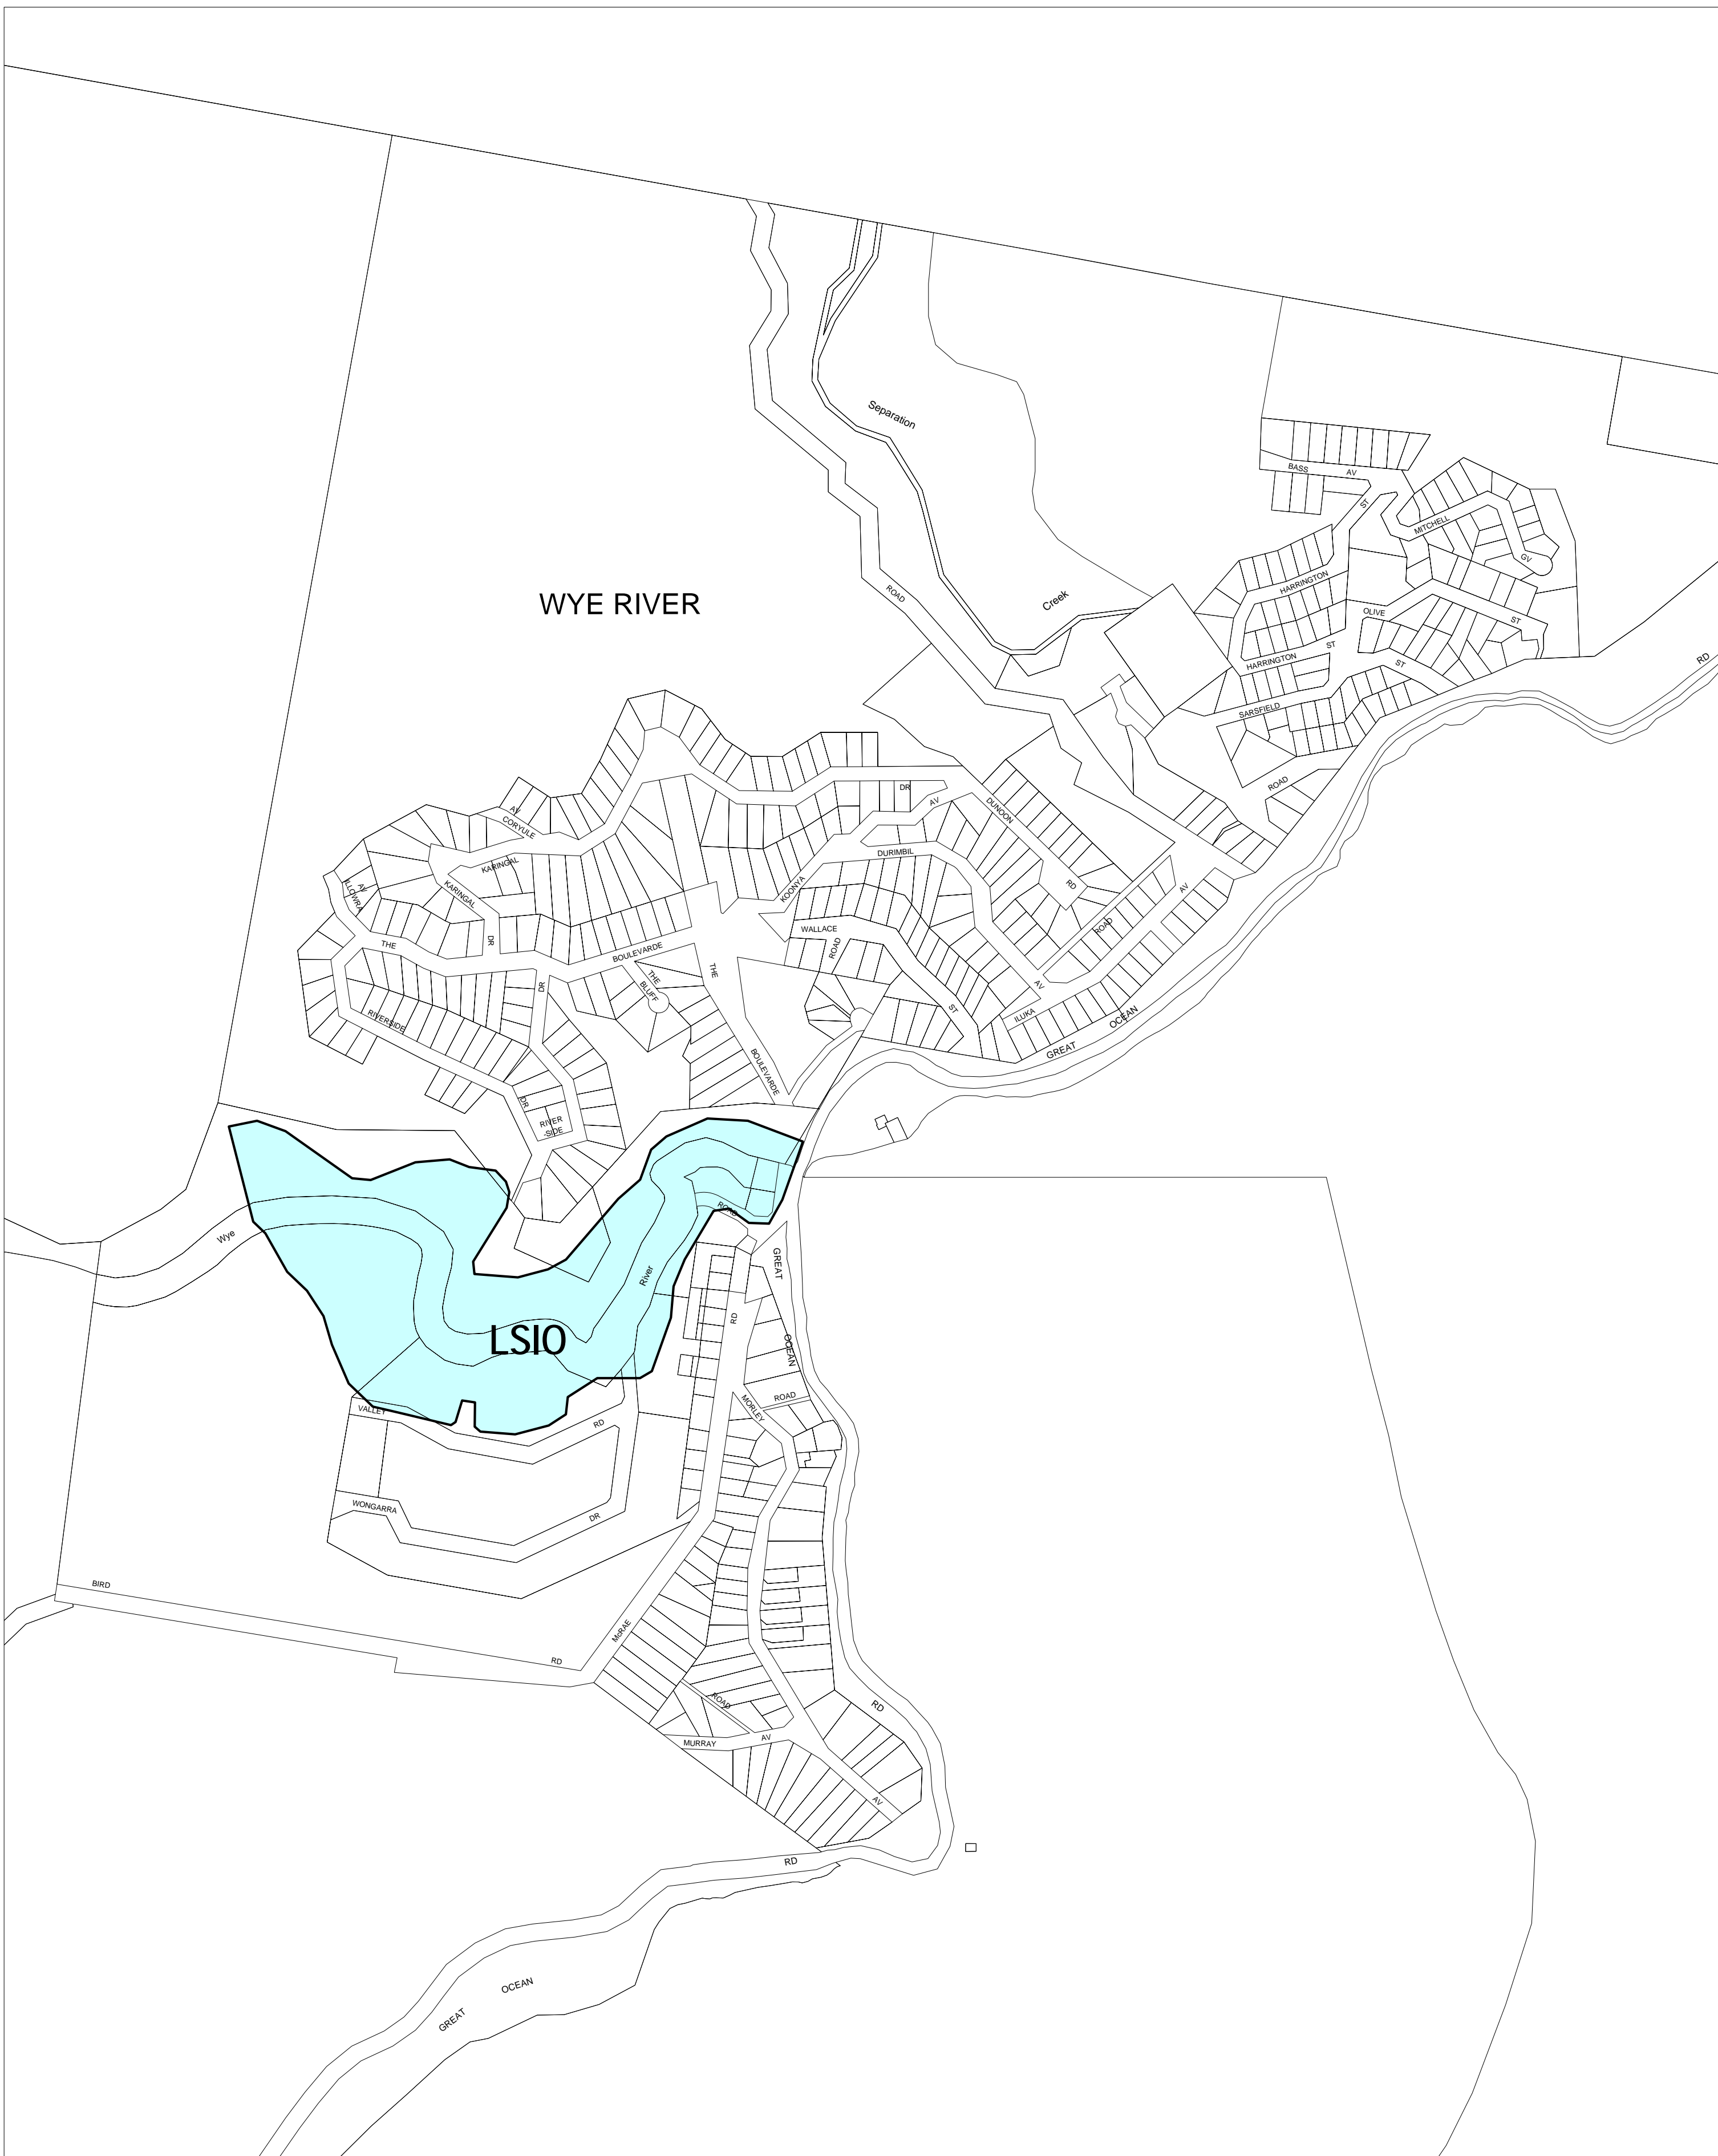 Separation
BASS
AV
ST
MITCHELL
GV
ROAD
WYE RIVER
Creek
HARRINGTON
OLIVE
ST
ST
HARRINGTON
ST
RD
SARSFIELD
ROAD
DR
AV
DUNOON
AV
CORYULE
DURIMBIL
KARINGAL
KARINGAL
ILLOWRA
AV
KOONYA
RD
AV
ROAD
WALLACE
ROAD
THE
DR
BOULEVARDE
THE
BLUFF
THE
DR
AV
ST
ILUKA
RIVERSIDE
OCEAN
GREAT
BOULEVARDE
DR
RIVER
-SIDE
ROAD
Wye
River
GREAT
RD
LSIO
OCEAN
ROAD
MORLEY
VALLEY
RD
WONGARRA
DR
BIRD
McRAE
RD
ROAD
RD
MURRAY
AV
AV
RD
OCEAN
GREAT